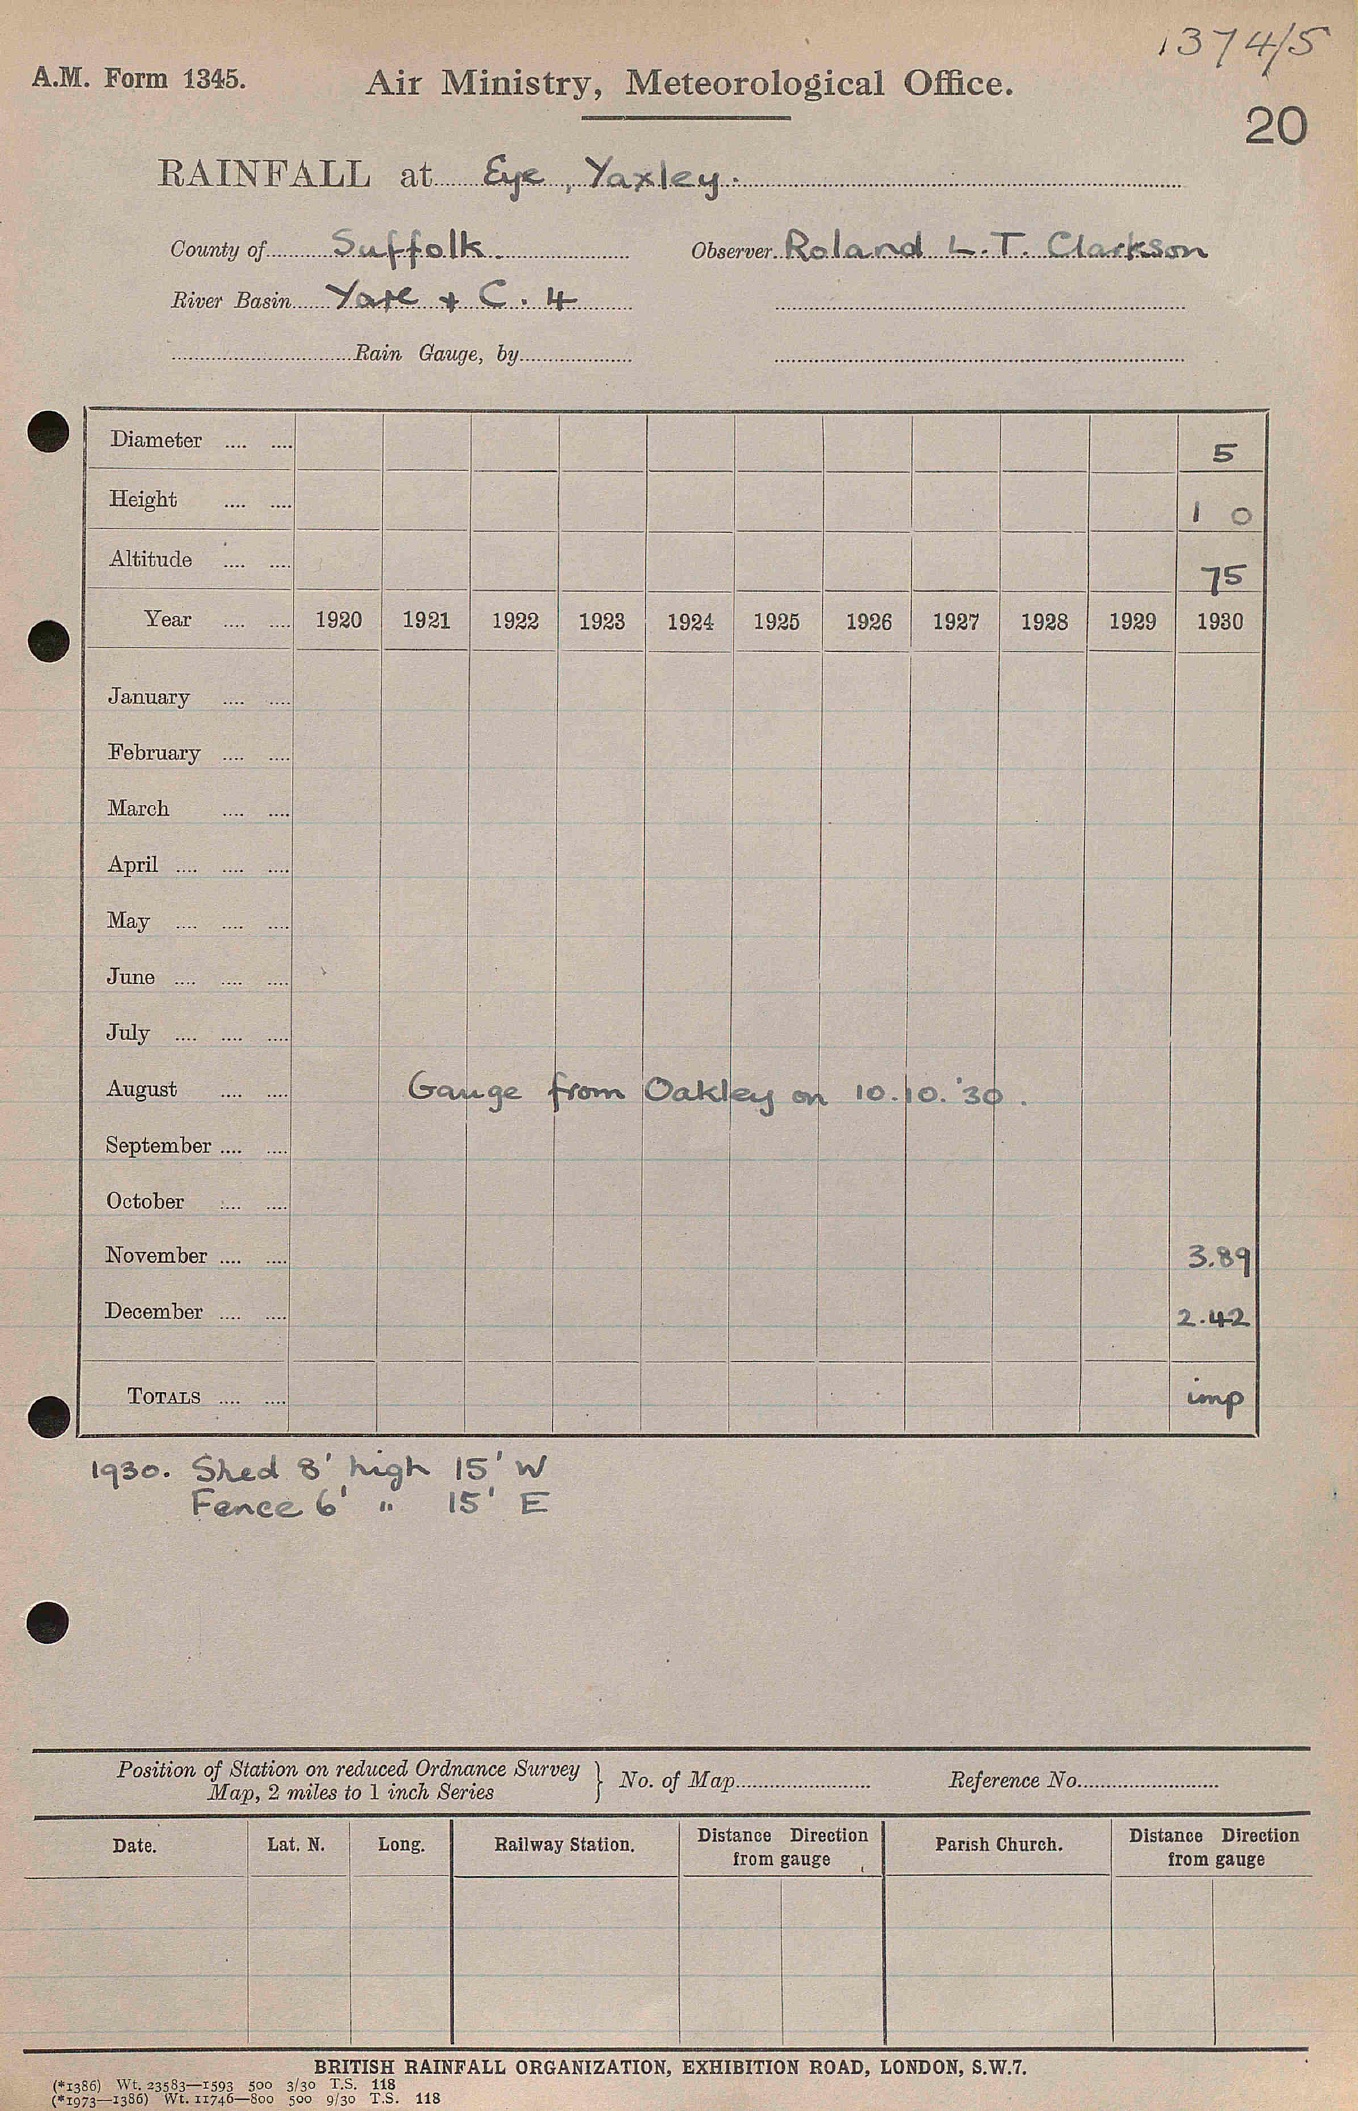 1374/5
A.M. Form 1345. Air Ministry, Meteorological Office.
20
RAINFALL at Eye, Yaxley.
County of Suffolk Observer Roland L.T. Clarkson
River Basin Yare & C. 4
Rain Gauge, by
Diameter .... .... 5
Height .... .... 1 0
Altitude .... .... 75
Year .... .... 1920 1921 1922 1923 1924 1925 1926 1927 1928 1929 1930
January .... ....
February .... ....
March .... ....
April .... .... ....
May .... .... ....
June .... .... ....
July .... .... ....
August .... .... Gauge from Oakley on 10.10.'30.
September .... ....
October .... ....
November .... .... 3.89
December .... .... 2.42
TOTALS .... .... imp
1930. Shed 8' high 15' W
Fence 6' " 15' E
Position of Station on reduced Ordnance Survey
Map, 2 miles to 1 inch Series } No. of Map Reference No.
Date. Lat. N. Long. Railway Station. Distance Direction from gauge Parish Church. Distance Direction from gauge
BRITISH RAINFALL ORGANIZATION, EXHIBITION ROAD, LONDON, S.W.7.
(*1386) Wt. 23583—1593 500 3/30 T.S. 118
(*1973—1386) Wt. 11746—800 500 9/30 T.S. 118